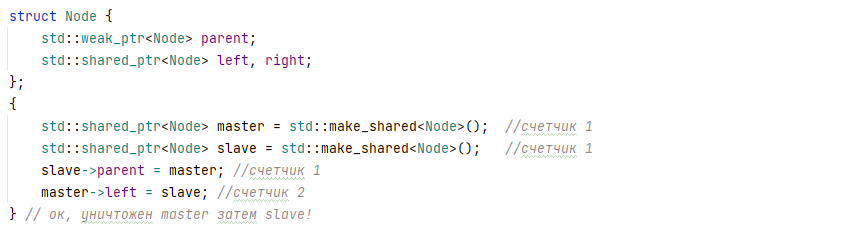 struct Node {
    std::weak_ptr<Node> parent;
    std::shared_ptr<Node> left, right;
};
{
    std::shared_ptr<Node> master = std::make_shared<Node>();  //счетчик 1
    std::shared_ptr<Node> slave = std::make_shared<Node>();   //счетчик 1
    slave->parent = master; //счетчик 1
    master->left = slave; //счетчик 2
} // ок, уничтожен master затем slave!